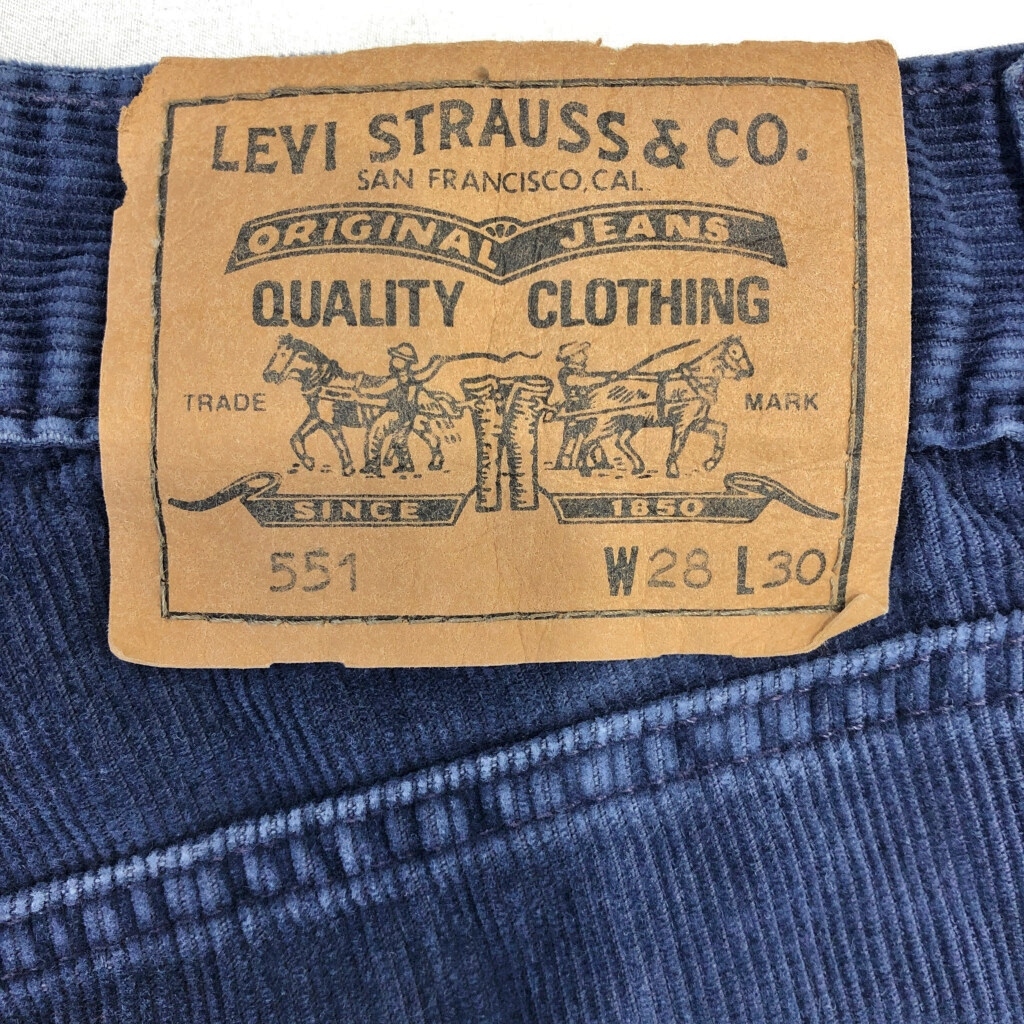 LEVI STRAUSS & CO.
SAN FRANCISCO, CAL.
ORIGINAL JEANS
QUALITY CLOTHING
TRADE MARK
SINCE 1850
551 W28 L30